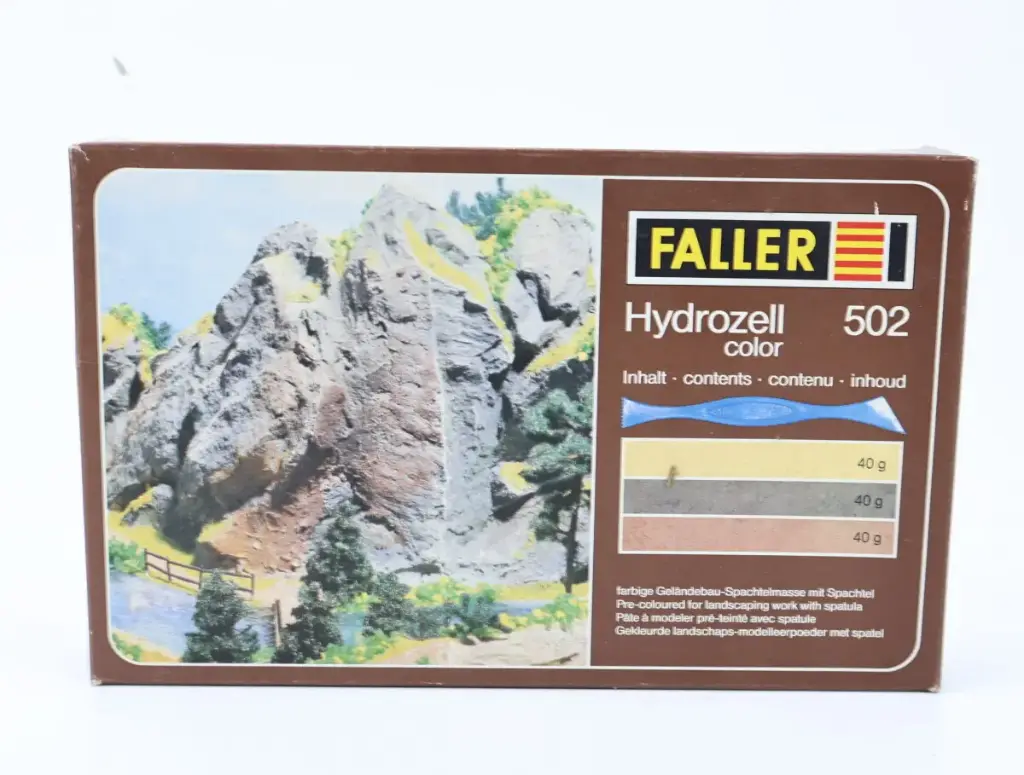 FALLER
Hydrozell 502
color
Inhalt · contents · contenu · inhoud
40 g
40 g
40 g
farbige Geländebau-Spachtelmasse mit Spachtel
Pre-coloured for landscaping work with spatula
Pâte à modeler pré-teinté avec spatule
Gekleurde landschaps-modelleerpoeder met spatel